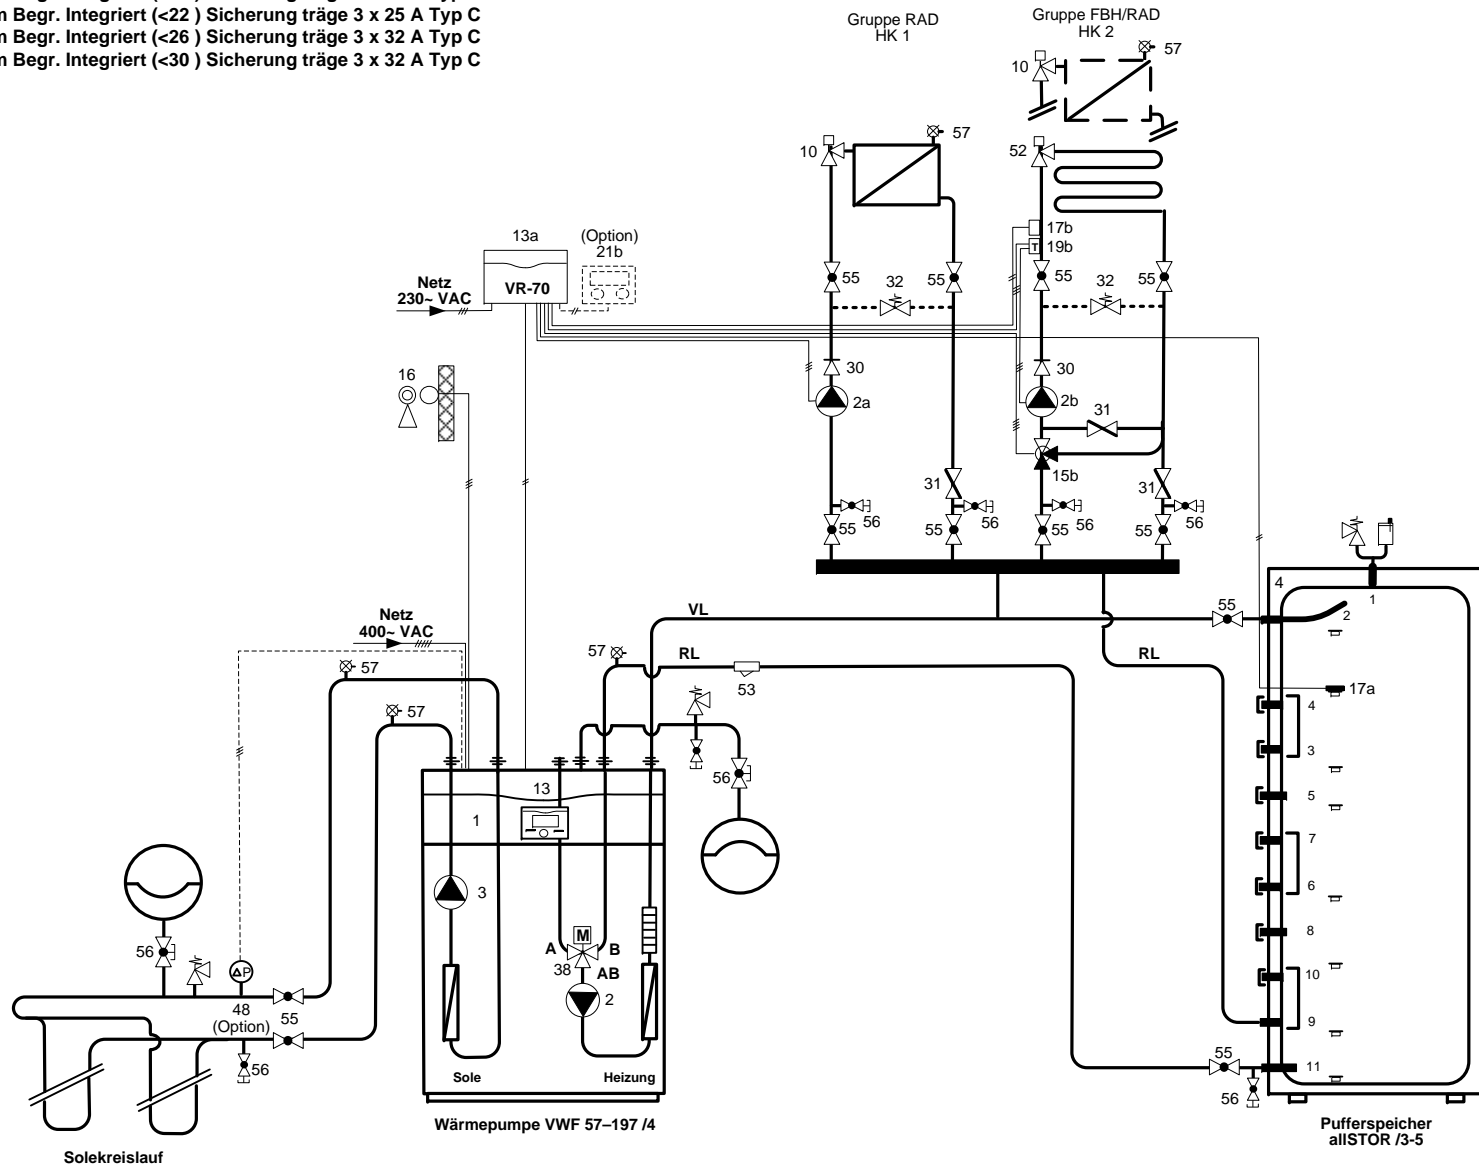 n Begr. Integriert (<22 ) Sicherung träge 3 x 25 A Typ C
n Begr. Integriert (<26 ) Sicherung träge 3 x 32 A Typ C
n Begr. Integriert (<30 ) Sicherung träge 3 x 32 A Typ C
Gruppe RAD
HK 1
Gruppe FBH/RAD
HK 2
57
10
57
10
52
17b
T 19b
13a
(Option)
21b
VR-70
Netz
230~ VAC
55
32
55
55
32
55
16
30
2a
30
2b
31
15b
31
31
56
56
56
56
55
55
55
55
4
1
2
55
VL
Netz
400~ VAC
57
57
RL
53
RL
17a
57
4
3
5
7
6
8
10
9
11
13
1
56
3
M
A
B
38
AB
2
56
ΔP
48
(Option)
55
56
55
56
Sole
Heizung
Wärmepumpe VWF 57–197 /4
Pufferspeicher
allSTOR /3-5
Solekreislauf